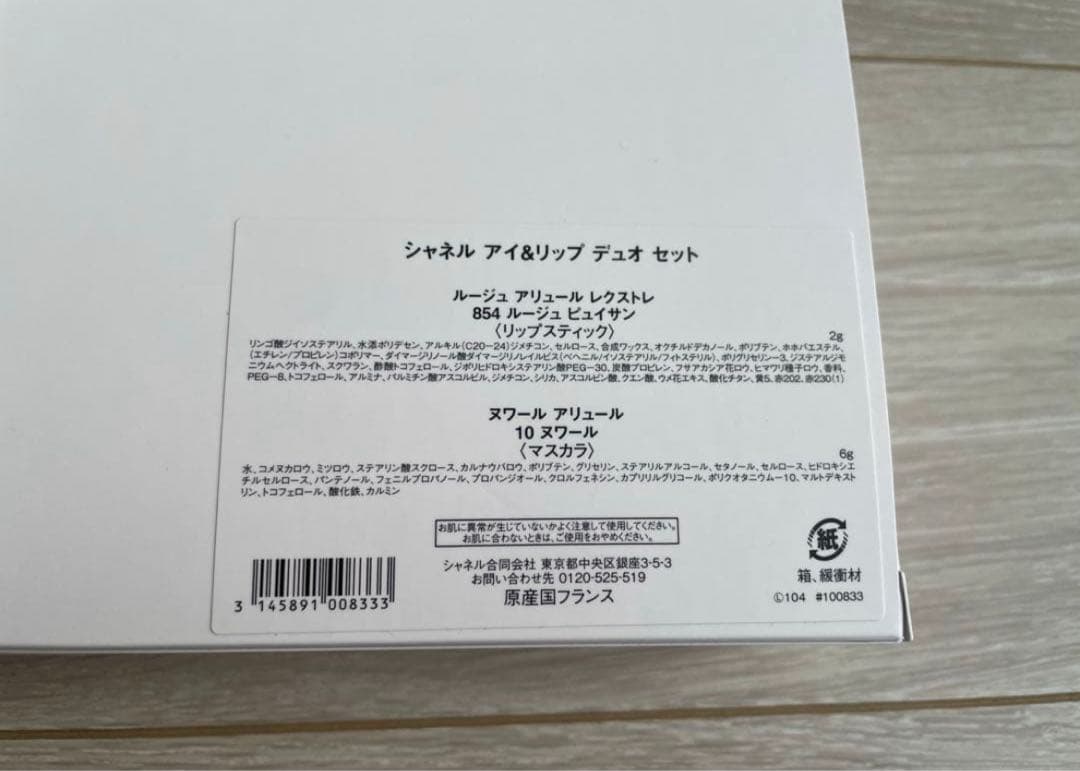 シャネル アイ&リップ デュオ セット
ルージュ アリュール レクストレ
854 ルージュ ピュイサン
〈リップスティック〉
2g
リンゴ酸ジイソステアリル、水添ポリデセン、アルキル(C20-24)ジメチコン、セルロース、合成ワックス、オクチルドデカノール、ポリブテン、ホホバエステル、
(エチレン/プロピレン)コポリマー、ダイマージリノール酸ダイマージリノレイルビス(ベヘニル/イソステアリル/フィトステリル)、ポリグリセリン-3、ジステアルジモ
ニウムヘクトライト、スクワラン、酢酸トコフェロール、ジポリヒドロキシステアリン酸PEG-30、炭酸プロピレン、フサアカシア花ロウ、ヒマワリ種子ロウ、香料、
PEG-8、トコフェロール、アルミナ、パルミチン酸アスコルビル、ジメチコン、シリカ、アスコルビン酸、クエン酸、ウメ花エキス、酸化チタン、黄5、赤202、赤230(1)
ヌワール アリュール
10 ヌワール
〈マスカラ〉
6g
水、コメヌカロウ、ミツロウ、ステアリン酸スクロース、カルナウバロウ、ポリブテン、グリセリン、ステアリルアルコール、セタノール、セルロース、ヒドロキシエ
チルセルロース、パンテノール、フェニルプロパノール、プロパンジオール、クロルフェネシン、カプリリルグリコール、ポリクオタニウム-10、マルトデキスト
リン、トコフェロール、酸化鉄、カルミン
お肌に異常が生じていないかよく注意して使用してください。
お肌に合わないときは、ご使用をおやめください。
シャネル合同会社 東京都中央区銀座3-5-3
お問い合わせ先 0120-525-519
原産国フランス
3 145891 008333
紙
箱、緩衝材
Ⓛ104 #100833